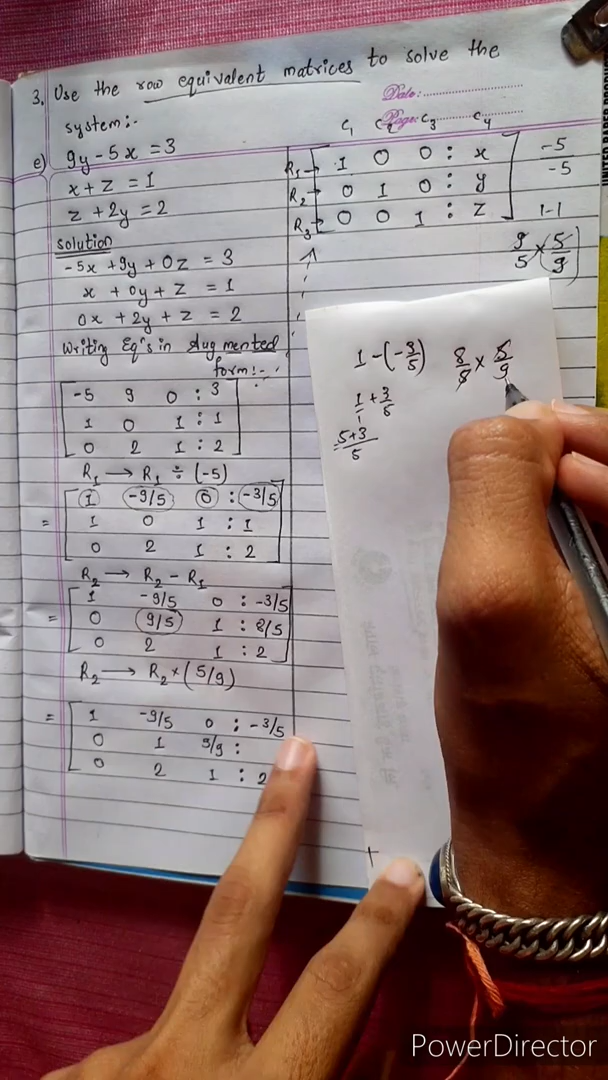 3. Use the row equivalent matrices to solve the
system:-
Date:
Page:
e) 9y - 5x = 3
x + z = 1
z + 2y = 2
solution
-5x + 9y + 0z = 3
x + 0y + z = 1
0x + 2y + z = 2
Writing Eq's in Augmented
form:-
-5 9 0 : 3
1 0 1 : 1
0 2 1 : 2
R1 → R1 ÷ (-5)
= 1 -9/5 0 : -3/5
1 0 1 : 1
0 2 1 : 2
R2 → R2 - R1
= 1 -9/5 0 : -3/5
0 9/5 1 : 8/5
0 2 1 : 2
R2 → R2 × (5/9)
= 1 -9/5 0 : -3/5
0 1 5/9 :
0 2 1 : 2
C1 C2 C3 C4
R1→ 1 0 0 : x
R2→ 0 1 0 : y
R3→ 0 0 1 : z
-5
-5
1-1
9/5 × (5/9)
1 - (-3/5)
1/1 + 3/5
= 5+3/5
8/5 × 5/9
PowerDirector